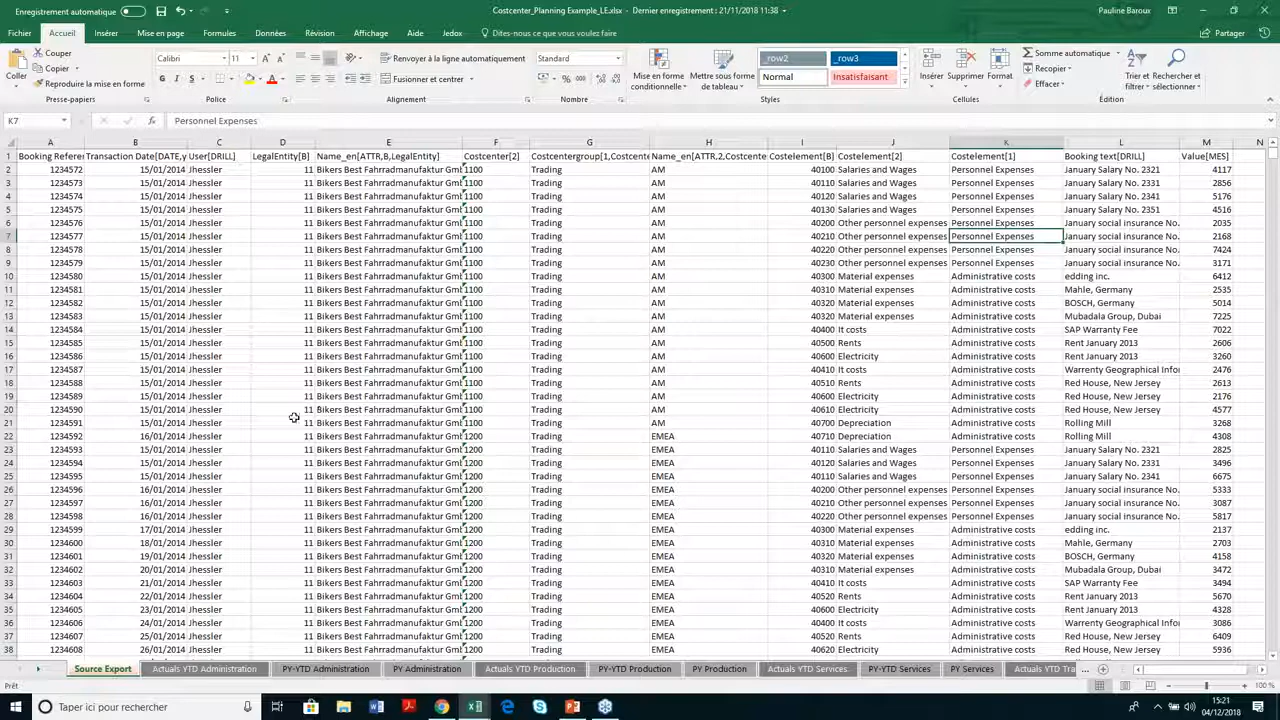 Enregistrement automatique Costcenter_Planning Example_LE.xlsx - Dernier enregistrement: 21/11/2018 11:38 Pauline Baroux
Fichier Accueil Insérer Mise en page Formules Données Révision Affichage Aide Jedox Dites-nous ce que vous voulez faire Partager
Couper Calibri 11 Renvoyer à la ligne automatiquement Standard _row2 _row3 Somme automatique
Copier Normal Insatisfaisant Recopier
Coller Reproduire la mise en forme G I S Fusionner et centrer Mise en forme conditionnelle Mettre sous forme de tableau Insérer Supprimer Format Effacer Trier et filtrer Rechercher et sélectionner
Presse-papiers Police Alignement Nombre Styles Cellules Édition
K7 Personnel Expenses
A B C D E F G H I J K L M N
1 Booking Refere Transaction Date[DATE,y User[DRILL] LegalEntity[B] Name_en[ATTR,B,LegalEntity] Costcenter[2] Costcentergroup[1,Costcente Name_en[ATTR,2,Costcente Costelement[B] Costelement[2] Costelement[1] Booking text[DRILL] Value[MES]
2 1234572 15/01/2014 Jhessler 11 Bikers Best Fahrradmanufaktur Gmb 1100 Trading AM 40100 Salaries and Wages Personnel Expenses January Salary No. 2321 4117
3 1234573 15/01/2014 Jhessler 11 Bikers Best Fahrradmanufaktur Gmb 1100 Trading AM 40110 Salaries and Wages Personnel Expenses January Salary No. 2331 2856
4 1234574 15/01/2014 Jhessler 11 Bikers Best Fahrradmanufaktur Gmb 1100 Trading AM 40120 Salaries and Wages Personnel Expenses January Salary No. 2341 5176
5 1234575 15/01/2014 Jhessler 11 Bikers Best Fahrradmanufaktur Gmb 1100 Trading AM 40130 Salaries and Wages Personnel Expenses January Salary No. 2351 4516
6 1234576 15/01/2014 Jhessler 11 Bikers Best Fahrradmanufaktur Gmb 1100 Trading AM 40200 Other personnel expenses Personnel Expenses January social insurance No. 2035
7 1234577 15/01/2014 Jhessler 11 Bikers Best Fahrradmanufaktur Gmb 1100 Trading AM 40210 Other personnel expenses Personnel Expenses January social insurance No. 2168
8 1234578 15/01/2014 Jhessler 11 Bikers Best Fahrradmanufaktur Gmb 1100 Trading AM 40220 Other personnel expenses Personnel Expenses January social insurance No. 7424
9 1234579 15/01/2014 Jhessler 11 Bikers Best Fahrradmanufaktur Gmb 1100 Trading AM 40230 Other personnel expenses Personnel Expenses January social insurance No. 3171
10 1234580 15/01/2014 Jhessler 11 Bikers Best Fahrradmanufaktur Gmb 1100 Trading AM 40300 Material expenses Administrative costs edding inc. 6412
11 1234581 15/01/2014 Jhessler 11 Bikers Best Fahrradmanufaktur Gmb 1100 Trading AM 40310 Material expenses Administrative costs Mahle, Germany 2535
12 1234582 15/01/2014 Jhessler 11 Bikers Best Fahrradmanufaktur Gmb 1100 Trading AM 40320 Material expenses Administrative costs BOSCH, Germany 5014
13 1234583 15/01/2014 Jhessler 11 Bikers Best Fahrradmanufaktur Gmb 1100 Trading AM 40320 Material expenses Administrative costs Mubadala Group, Dubai 7225
14 1234584 15/01/2014 Jhessler 11 Bikers Best Fahrradmanufaktur Gmb 1100 Trading AM 40400 It costs Administrative costs SAP Warranty Fee 7022
15 1234585 15/01/2014 Jhessler 11 Bikers Best Fahrradmanufaktur Gmb 1100 Trading AM 40500 Rents Administrative costs Rent January 2013 2606
16 1234586 15/01/2014 Jhessler 11 Bikers Best Fahrradmanufaktur Gmb 1100 Trading AM 40600 Electricity Administrative costs Rent January 2013 3260
17 1234587 15/01/2014 Jhessler 11 Bikers Best Fahrradmanufaktur Gmb 1100 Trading AM 40410 It costs Administrative costs Warrenty Geographical Infor 2476
18 1234588 15/01/2014 Jhessler 11 Bikers Best Fahrradmanufaktur Gmb 1100 Trading AM 40510 Rents Administrative costs Red House, New Jersey 2613
19 1234589 15/01/2014 Jhessler 11 Bikers Best Fahrradmanufaktur Gmb 1100 Trading AM 40600 Electricity Administrative costs Red House, New Jersey 2176
20 1234590 15/01/2014 Jhessler 11 Bikers Best Fahrradmanufaktur Gmb 1100 Trading AM 40610 Electricity Administrative costs Red House, New Jersey 4577
21 1234591 15/01/2014 Jhessler 11 Bikers Best Fahrradmanufaktur Gmb 1100 Trading AM 40700 Depreciation Administrative costs Rolling Mill 3268
22 1234592 16/01/2014 Jhessler 11 Bikers Best Fahrradmanufaktur Gmb 1200 Trading EMEA 40710 Depreciation Administrative costs Rolling Mill 4308
23 1234593 15/01/2014 Jhessler 11 Bikers Best Fahrradmanufaktur Gmb 1200 Trading EMEA 40110 Salaries and Wages Personnel Expenses January Salary No. 2321 2825
24 1234594 15/01/2014 Jhessler 11 Bikers Best Fahrradmanufaktur Gmb 1200 Trading EMEA 40120 Salaries and Wages Personnel Expenses January Salary No. 2331 3496
25 1234595 15/01/2014 Jhessler 11 Bikers Best Fahrradmanufaktur Gmb 1200 Trading EMEA 40110 Salaries and Wages Personnel Expenses January Salary No. 2341 6675
26 1234596 16/01/2014 Jhessler 11 Bikers Best Fahrradmanufaktur Gmb 1200 Trading EMEA 40200 Other personnel expenses Personnel Expenses January social insurance No. 5333
27 1234597 16/01/2014 Jhessler 11 Bikers Best Fahrradmanufaktur Gmb 1200 Trading EMEA 40210 Other personnel expenses Personnel Expenses January social insurance No. 3087
28 1234598 16/01/2014 Jhessler 11 Bikers Best Fahrradmanufaktur Gmb 1200 Trading EMEA 40220 Other personnel expenses Personnel Expenses January social insurance No. 5817
29 1234599 17/01/2014 Jhessler 11 Bikers Best Fahrradmanufaktur Gmb 1200 Trading EMEA 40300 Material expenses Administrative costs edding inc. 2137
30 1234600 18/01/2014 Jhessler 11 Bikers Best Fahrradmanufaktur Gmb 1200 Trading EMEA 40310 Material expenses Administrative costs Mahle, Germany 2703
31 1234601 19/01/2014 Jhessler 11 Bikers Best Fahrradmanufaktur Gmb 1200 Trading EMEA 40320 Material expenses Administrative costs BOSCH, Germany 4158
32 1234602 20/01/2014 Jhessler 11 Bikers Best Fahrradmanufaktur Gmb 1200 Trading EMEA 40310 Material expenses Administrative costs Mubadala Group, Dubai 3472
33 1234603 21/01/2014 Jhessler 11 Bikers Best Fahrradmanufaktur Gmb 1200 Trading EMEA 40410 It costs Administrative costs SAP Warranty Fee 3494
34 1234604 22/01/2014 Jhessler 11 Bikers Best Fahrradmanufaktur Gmb 1200 Trading EMEA 40520 Rents Administrative costs Rent January 2013 5670
35 1234605 23/01/2014 Jhessler 11 Bikers Best Fahrradmanufaktur Gmb 1200 Trading EMEA 40600 Electricity Administrative costs Rent January 2013 4328
36 1234606 24/01/2014 Jhessler 11 Bikers Best Fahrradmanufaktur Gmb 1200 Trading EMEA 40400 It costs Administrative costs Warrenty Geographical Infor 3086
37 1234607 25/01/2014 Jhessler 11 Bikers Best Fahrradmanufaktur Gmb 1200 Trading EMEA 40520 Rents Administrative costs Red House, New Jersey 6409
38 1234608 26/01/2014 Jhessler 11 Bikers Best Fahrradmanufaktur Gmb 1200 Trading EMEA 40620 Electricity Administrative costs Red House, New Jersey 5936
Source Export Actuals YTD Administration PY-YTD Administration PY Administration Actuals YTD Production PY-YTD Production PY Production Actuals YTD Services PY-YTD Services PY Services Actuals YTD Tra ...
Prêt 100 %
Taper ici pour rechercher 15:21
04/12/2018